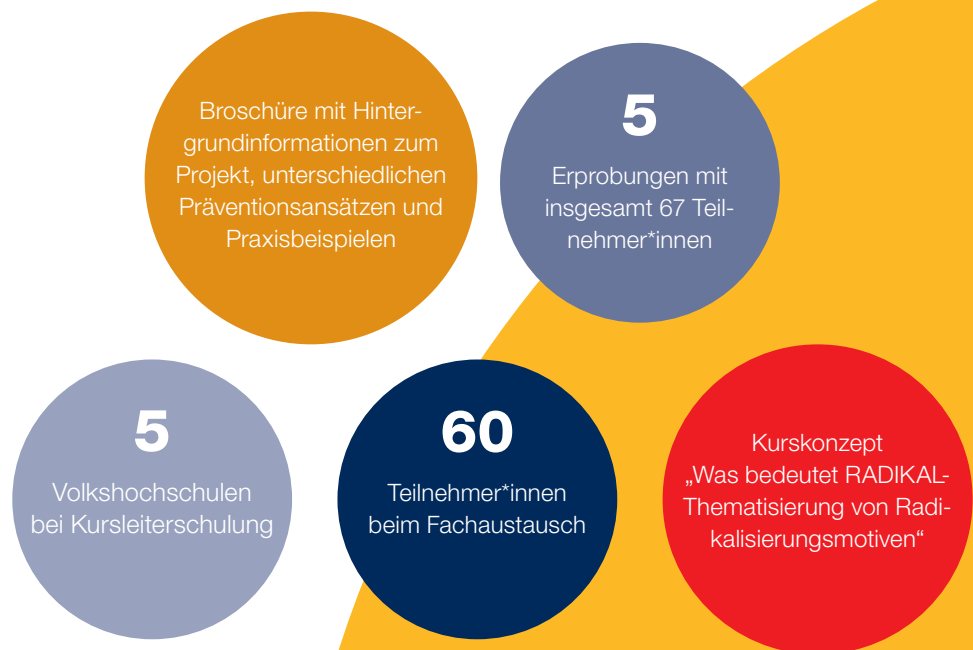 Broschüre mit Hinter-
grundinformationen zum
Projekt, unterschiedlichen
Präventionsansätzen und
Praxisbeispielen
5
Erprobungen mit
insgesamt 67 Teil-
nehmer*innen
5
Volkshochschulen
bei Kursleiterschulung
60
Teilnehmer*innen
beim Fachaustausch
Kurskonzept
„Was bedeutet RADIKAL-
Thematisierung von Radi-
kalisierungsmotiven“